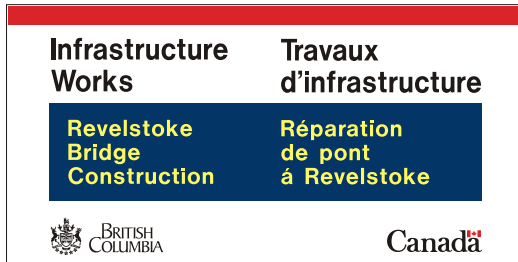 Infrastructure
Works
Travaux
d'infrastructure
Revelstoke
Bridge
Construction
Réparation
de pont
á Revelstoke
BRITISH
COLUMBIA
Canada